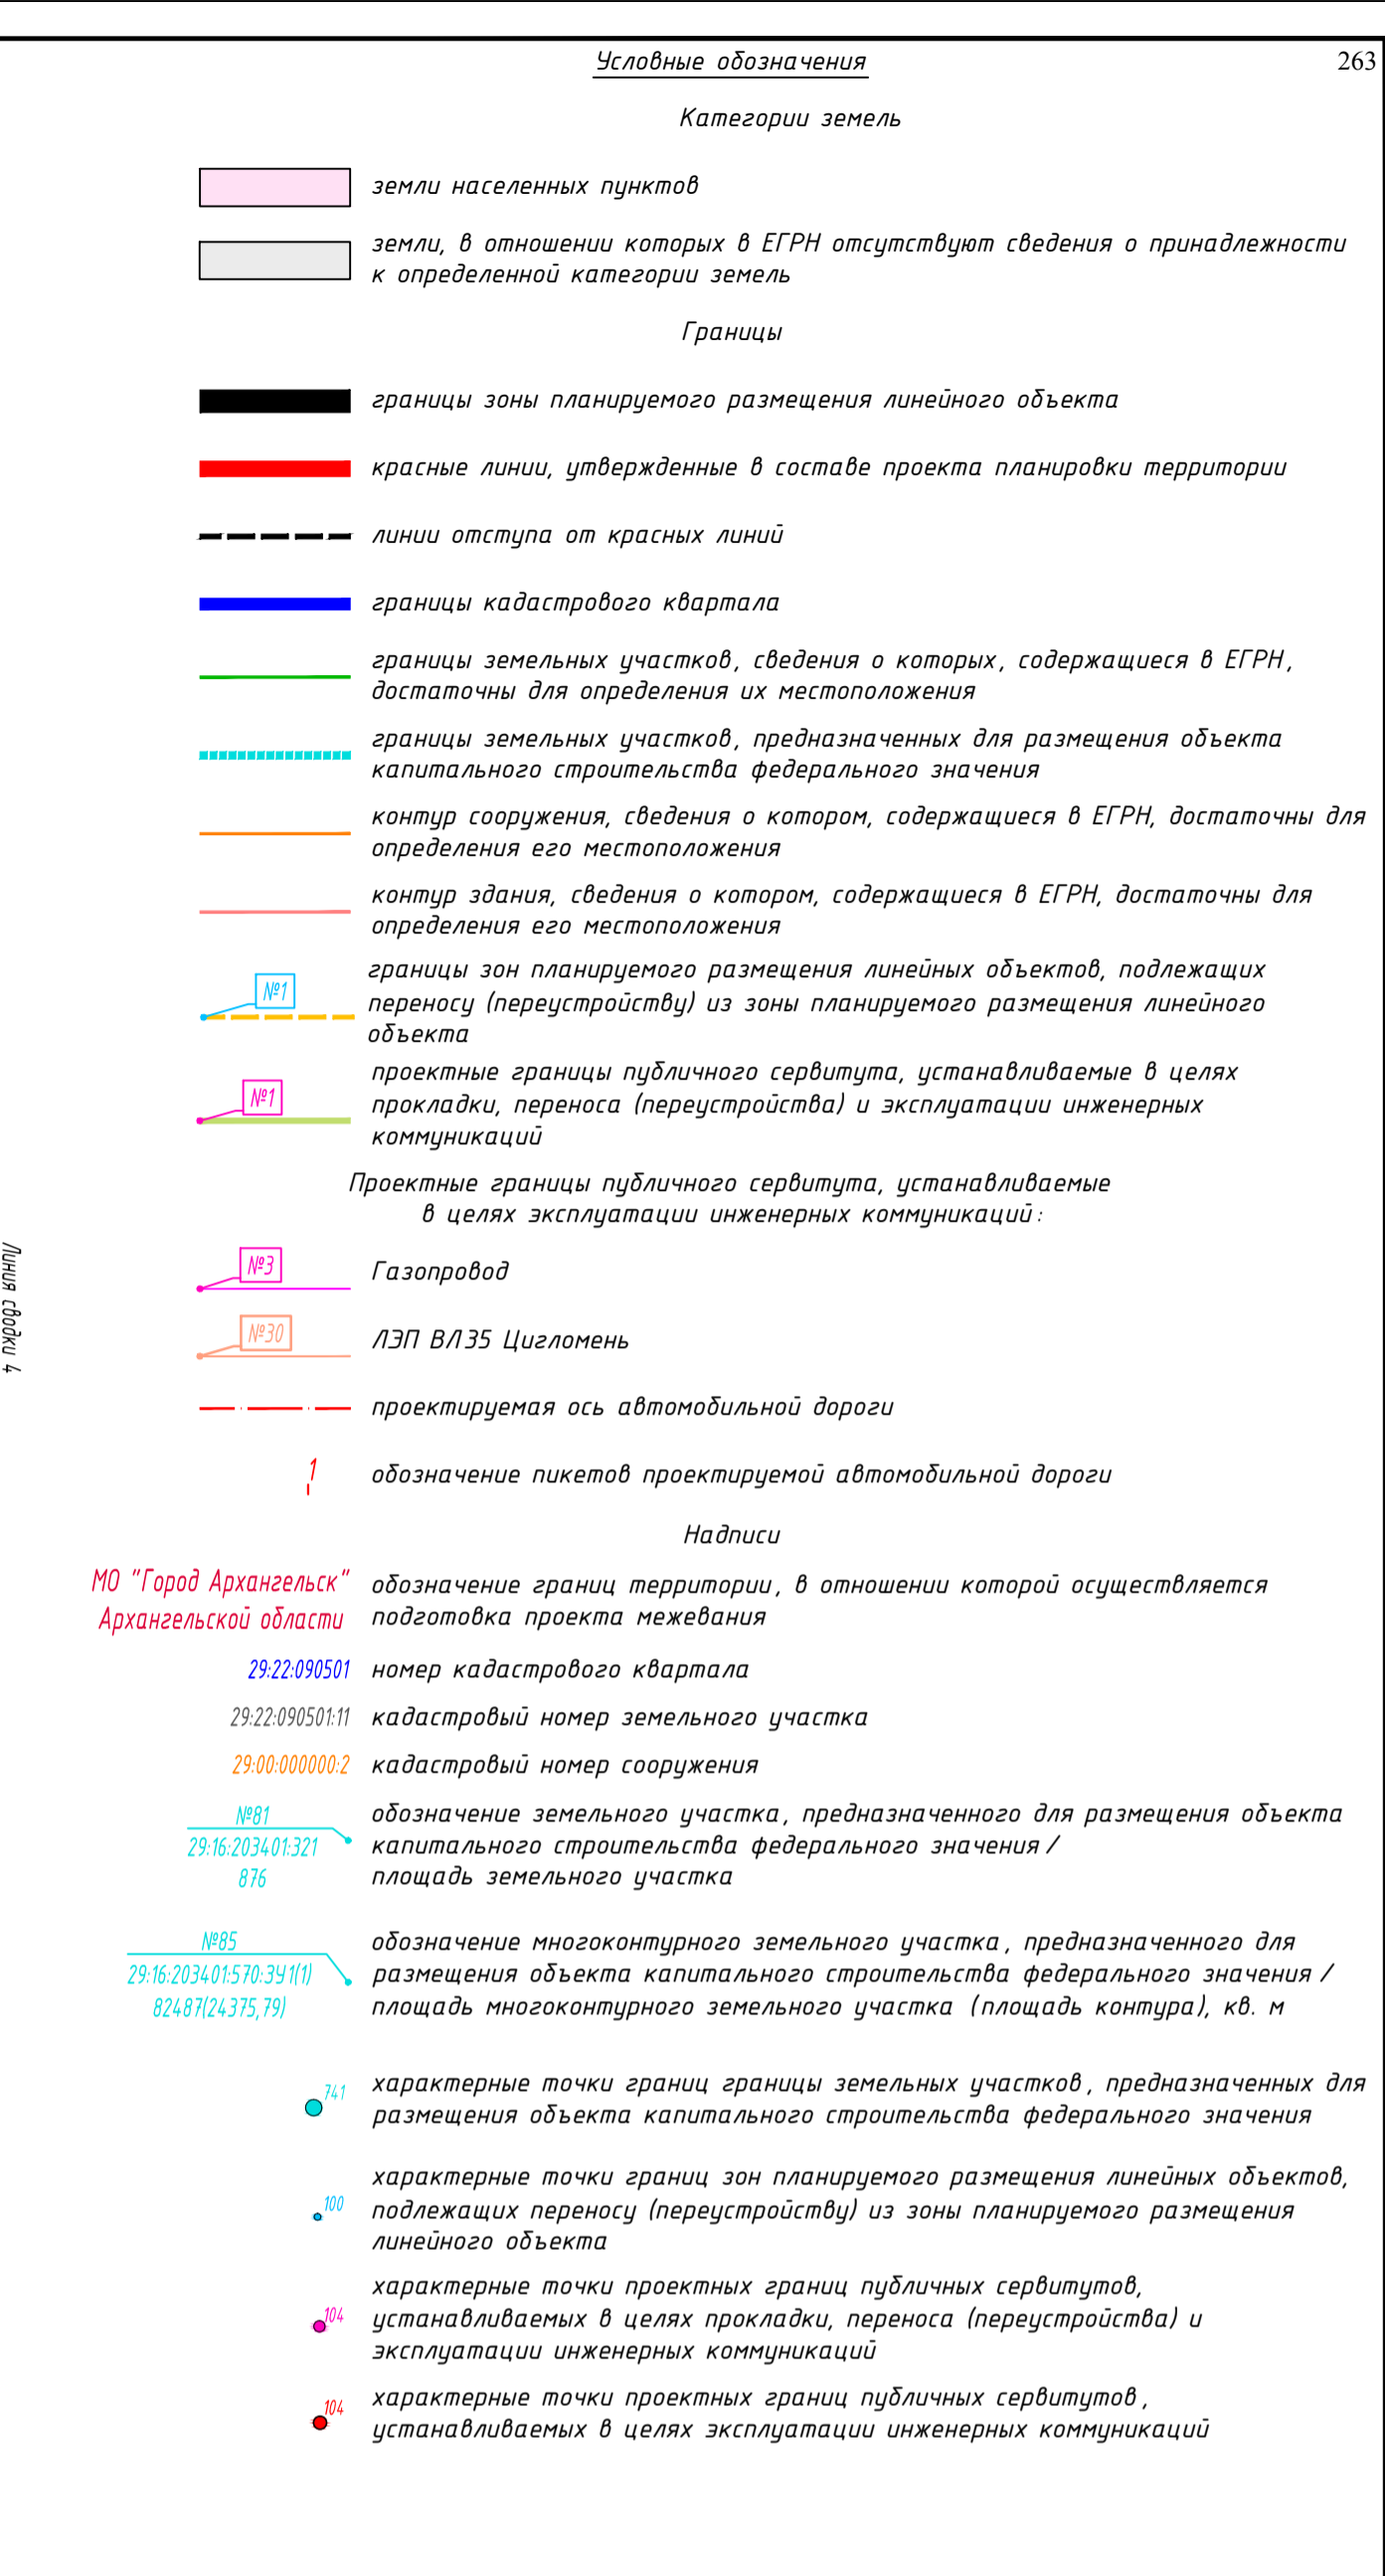 Условные обозначения
263
Категории земель
земли населенных пунктов
земли, в отношении которых в ЕГРН отсутствуют сведения о принадлежности
к определенной категории земель
Границы
границы зоны планируемого размещения линейного объекта
красные линии, утвержденные в составе проекта планировки территории
линии отступа от красных линий
границы кадастрового квартала
границы земельных участков, сведения о которых, содержащиеся в ЕГРН,
достаточны для определения их местоположения
границы земельных участков, предназначенных для размещения объекта
капитального строительства федерального значения
контур сооружения, сведения о котором, содержащиеся в ЕГРН, достаточны для
определения его местоположения
контур здания, сведения о котором, содержащиеся в ЕГРН, достаточны для
определения его местоположения
№1
границы зон планируемого размещения линейных объектов, подлежащих
переносу (переустройству) из зоны планируемого размещения линейного
объекта
№1
проектные границы публичного сервитута, устанавливаемые в целях
прокладки, переноса (переустройства) и эксплуатации инженерных
коммуникаций
Проектные границы публичного сервитута, устанавливаемые
в целях эксплуатации инженерных коммуникаций:
№3
Газопровод
№30
ЛЭП ВЛ35 Цигломень
Линия сводки 4
проектируемая ось автомобильной дороги
1
обозначение пикетов проектируемой автомобильной дороги
Надписи
МО "Город Архангельск"
Архангельской области
обозначение границ территории, в отношении которой осуществляется
подготовка проекта межевания
29:22:090501
номер кадастрового квартала
29:22:090501:11
кадастровый номер земельного участка
29:00:000000:2
кадастровый номер сооружения
№81
29:16:203401:321
876
обозначение земельного участка, предназначенного для размещения объекта
капитального строительства федерального значения /
площадь земельного участка
№85
29:16:203401:570:ЗУ1(1)
82487(24375,79)
обозначение многоконтурного земельного участка, предназначенного для
размещения объекта капитального строительства федерального значения /
площадь многоконтурного земельного участка (площадь контура), кв. м
741
характерные точки границ границы земельных участков, предназначенных для
размещения объекта капитального строительства федерального значения
100
характерные точки границ зон планируемого размещения линейных объектов,
подлежащих переносу (переустройству) из зоны планируемого размещения
линейного объекта
104
характерные точки проектных границ публичных сервитутов,
устанавливаемых в целях прокладки, переноса (переустройства) и
эксплуатации инженерных коммуникаций
104
характерные точки проектных границ публичных сервитутов,
устанавливаемых в целях эксплуатации инженерных коммуникаций